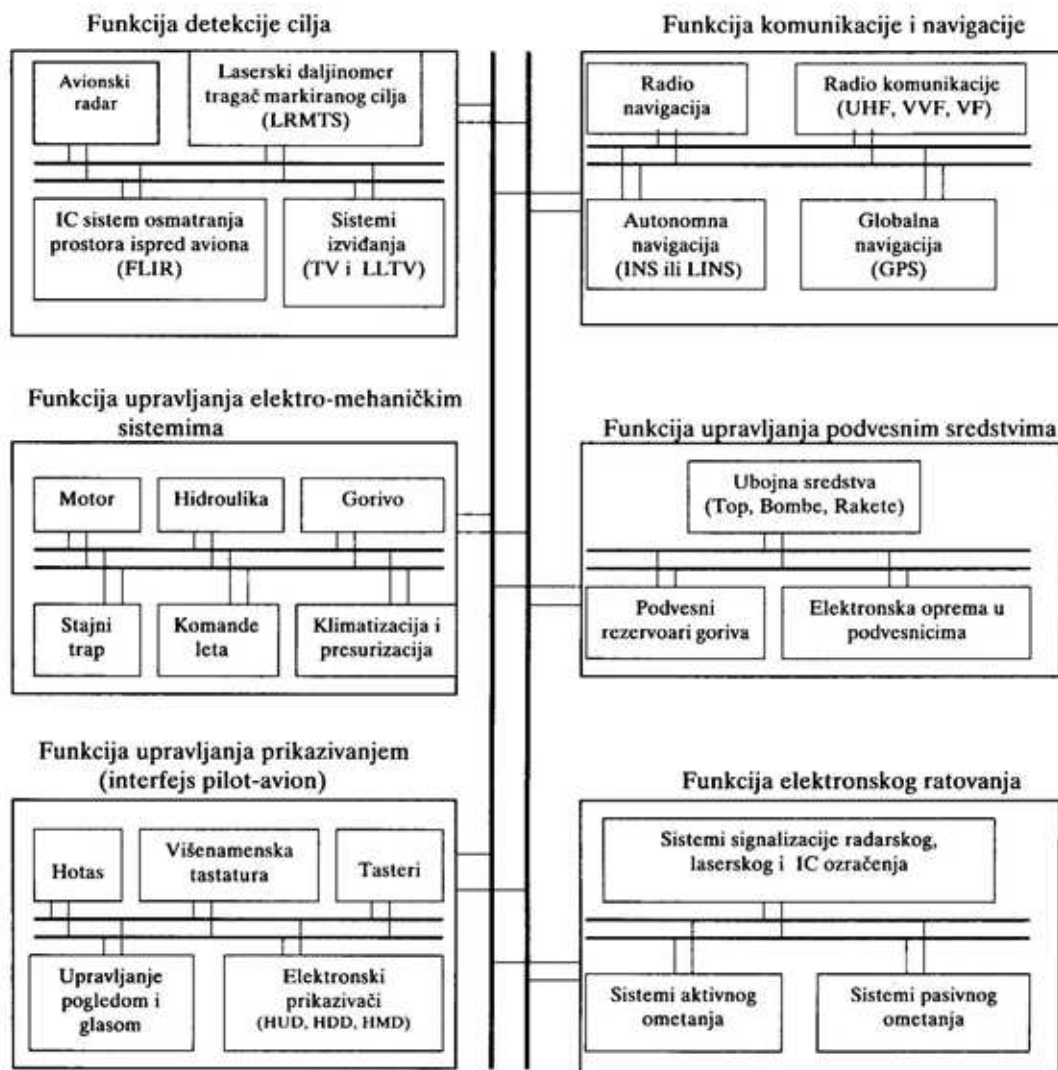 Funkcija detekcije cilja
Avionski
radar
Laserski daljinomer
tragač markiranog cilja
(LRMTS)
IC sistem osmatranja
prostora ispred aviona
(FLIR)
Sistemi
izviđanja
(TV i LLTV)
Funkcija komunikacije i navigacije
Radio
navigacija
Radio komunikacije
(UHF, VVF, VF)
Autonomna
navigacija
(INS ili LINS)
Globalna
navigacija
(GPS)
Funkcija upravljanja elektro-mehaničkim
sistemima
Motor
Hidroulika
Gorivo
Stajni
trap
Komande
leta
Klimatizacija i
presurizacija
Funkcija upravljanja podvesnim sredstvima
Ubojna sredstva
(Top, Bombe, Rakete)
Podvesni
rezervoari goriva
Elektronska oprema u
podvesnicima
Funkcija upravljanja prikazivanjem
(interfejs pilot-avion)
Hotas
Višenamenska
tastatura
Tasteri
Upravljanje
pogledom i
glasom
Elektronski
prikazivači
(HUD, HDD, HMD)
Funkcija elektronskog ratovanja
Sistemi signalizacije radarskog,
laserskog i IC ozračenja
Sistemi aktivnog
ometanja
Sistemi pasivnog
ometanja